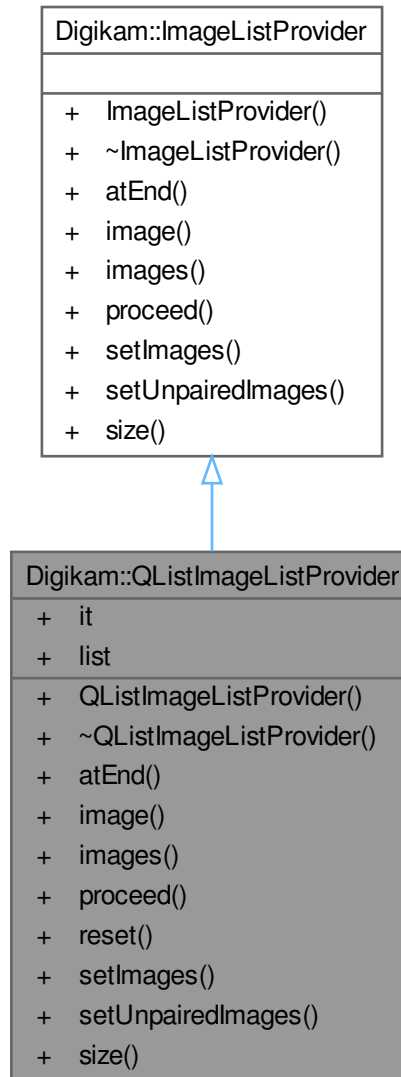 Digikam::ImageListProvider
+ ImageListProvider()
+ ~ImageListProvider()
+ atEnd()
+ image()
+ images()
+ proceed()
+ setImages()
+ setUnpairedImages()
+ size()
Digikam::QListImageListProvider
+ it
+ list
+ QListImageListProvider()
+ ~QListImageListProvider()
+ atEnd()
+ image()
+ images()
+ proceed()
+ reset()
+ setImages()
+ setUnpairedImages()
+ size()